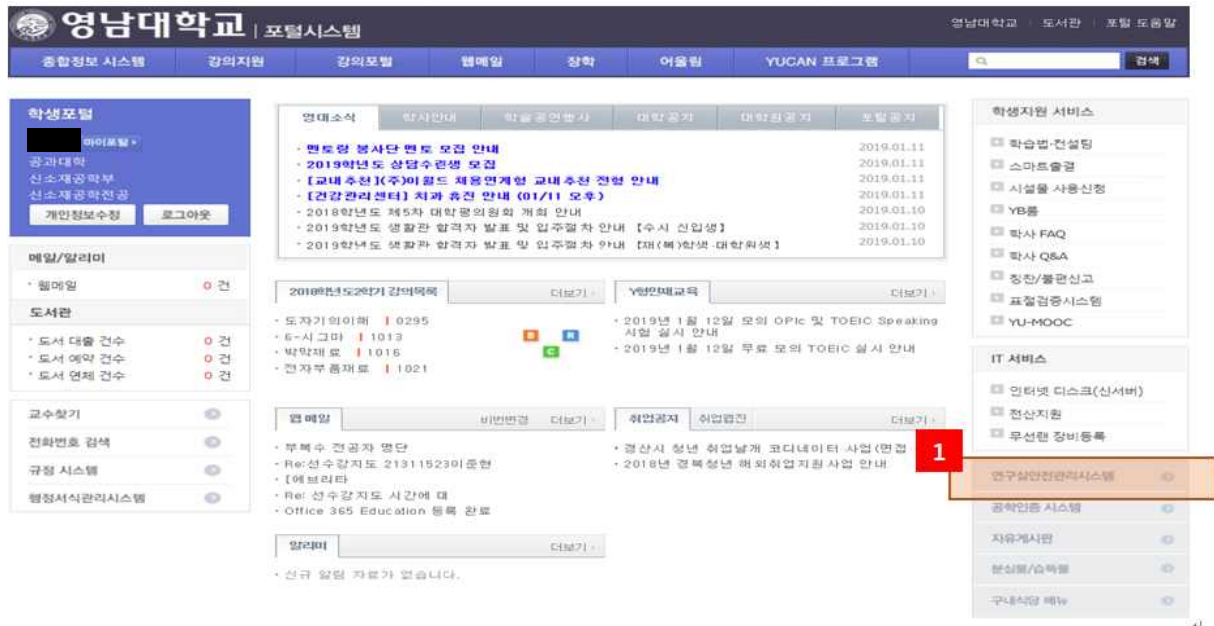 영남대학교 | 포털시스템
영남대학교 도서관 포탈 도움말
종합정보 시스템 강의지원 강의포털 웹메일 장학 어울림 YUCAN 프로그램 검색
학생포털
마이포탈
공과대학
신소재공학부
신소재공학전공
개인정보수정 로그아웃
메일/알리미
웹메일 0 건
도서관
도서 대출 건수 0 건
도서 예약 건수 0 건
도서 연체 건수 0 건
교수찾기
전화번호 검색
규정 시스템
행정서식관리시스템
영대소식 학사안내 학술공연행사 대학공지 대학원공지 포탈공지
멘토랑 봉사단 멘토 모집 안내 2019.01.11
2019학년도 상담수련생 모집 2019.01.11
[교내추천](주)이월드 채용연계형 교내추천 전형 안내 2019.01.11
[건강관리센터] 치과 휴진 안내 (01/11 오후) 2019.01.11
2018학년도 제5차 대학평의원회 개최 안내 2019.01.10
2019학년도 생활관 합격자 발표 및 입주절차 안내 [수시 신입생] 2019.01.10
2019학년도 생활관 합격자 발표 및 입주절차 안내 [재(복)학생·대학원생] 2019.01.10
2018학년도2학기 강의목록 더보기
도자기의이해 | 0295
6-시그마 | 1013
박막재료 | 1016
전자부품재료 | 1021
B R
C
Y형인재교육 더보기
2019년 1월 12일 모의 OPIc 및 TOEIC Speaking
시험 실시 안내
2019년 1월 12일 무료 모의 TOEIC 실시 안내
웹메일 비번변경 더보기
부복수 전공자 명단
Re:선수강지도 21311523이준현
[에브리타
Re: 선수강지도 시간에 대
Office 365 Education 등록 완료
취업공지 취업웹진 더보기
경산시 청년 취업날개 코디네이터 사업(면접
2018년 경북청년 해외취업지원사업 안내
알리미 더보기
신규 알림 자료가 없습니다.
학생지원 서비스
학습법·컨설팅
스마트출결
시설물 사용신청
YB룸
학사 FAQ
학사 Q&A
칭찬/불편신고
표절검증시스템
YU-MOOC
IT 서비스
인터넷 디스크(신서버)
전산지원
무선랜 장비등록
1
연구실안전관리시스템
공학인증 시스템
자유게시판
분실물/습득물
구내식당 메뉴